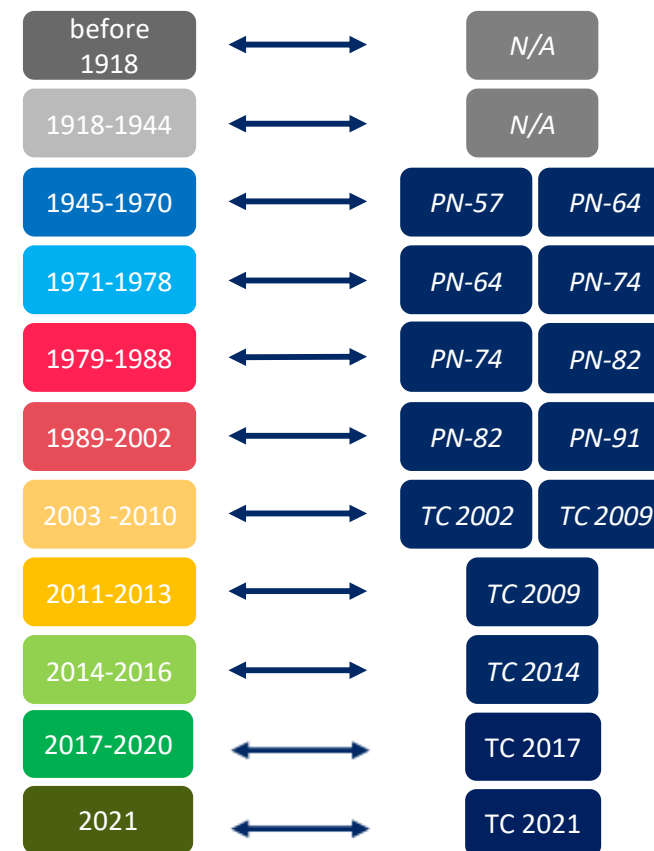 before
1918
N/A
1918-1944
N/A
1945-1970
PN-57
PN-64
1971-1978
PN-64
PN-74
1979-1988
PN-74
PN-82
1989-2002
PN-82
PN-91
2003 -2010
TC 2002
TC 2009
2011-2013
TC 2009
2014-2016
TC 2014
2017-2020
TC 2017
2021
TC 2021